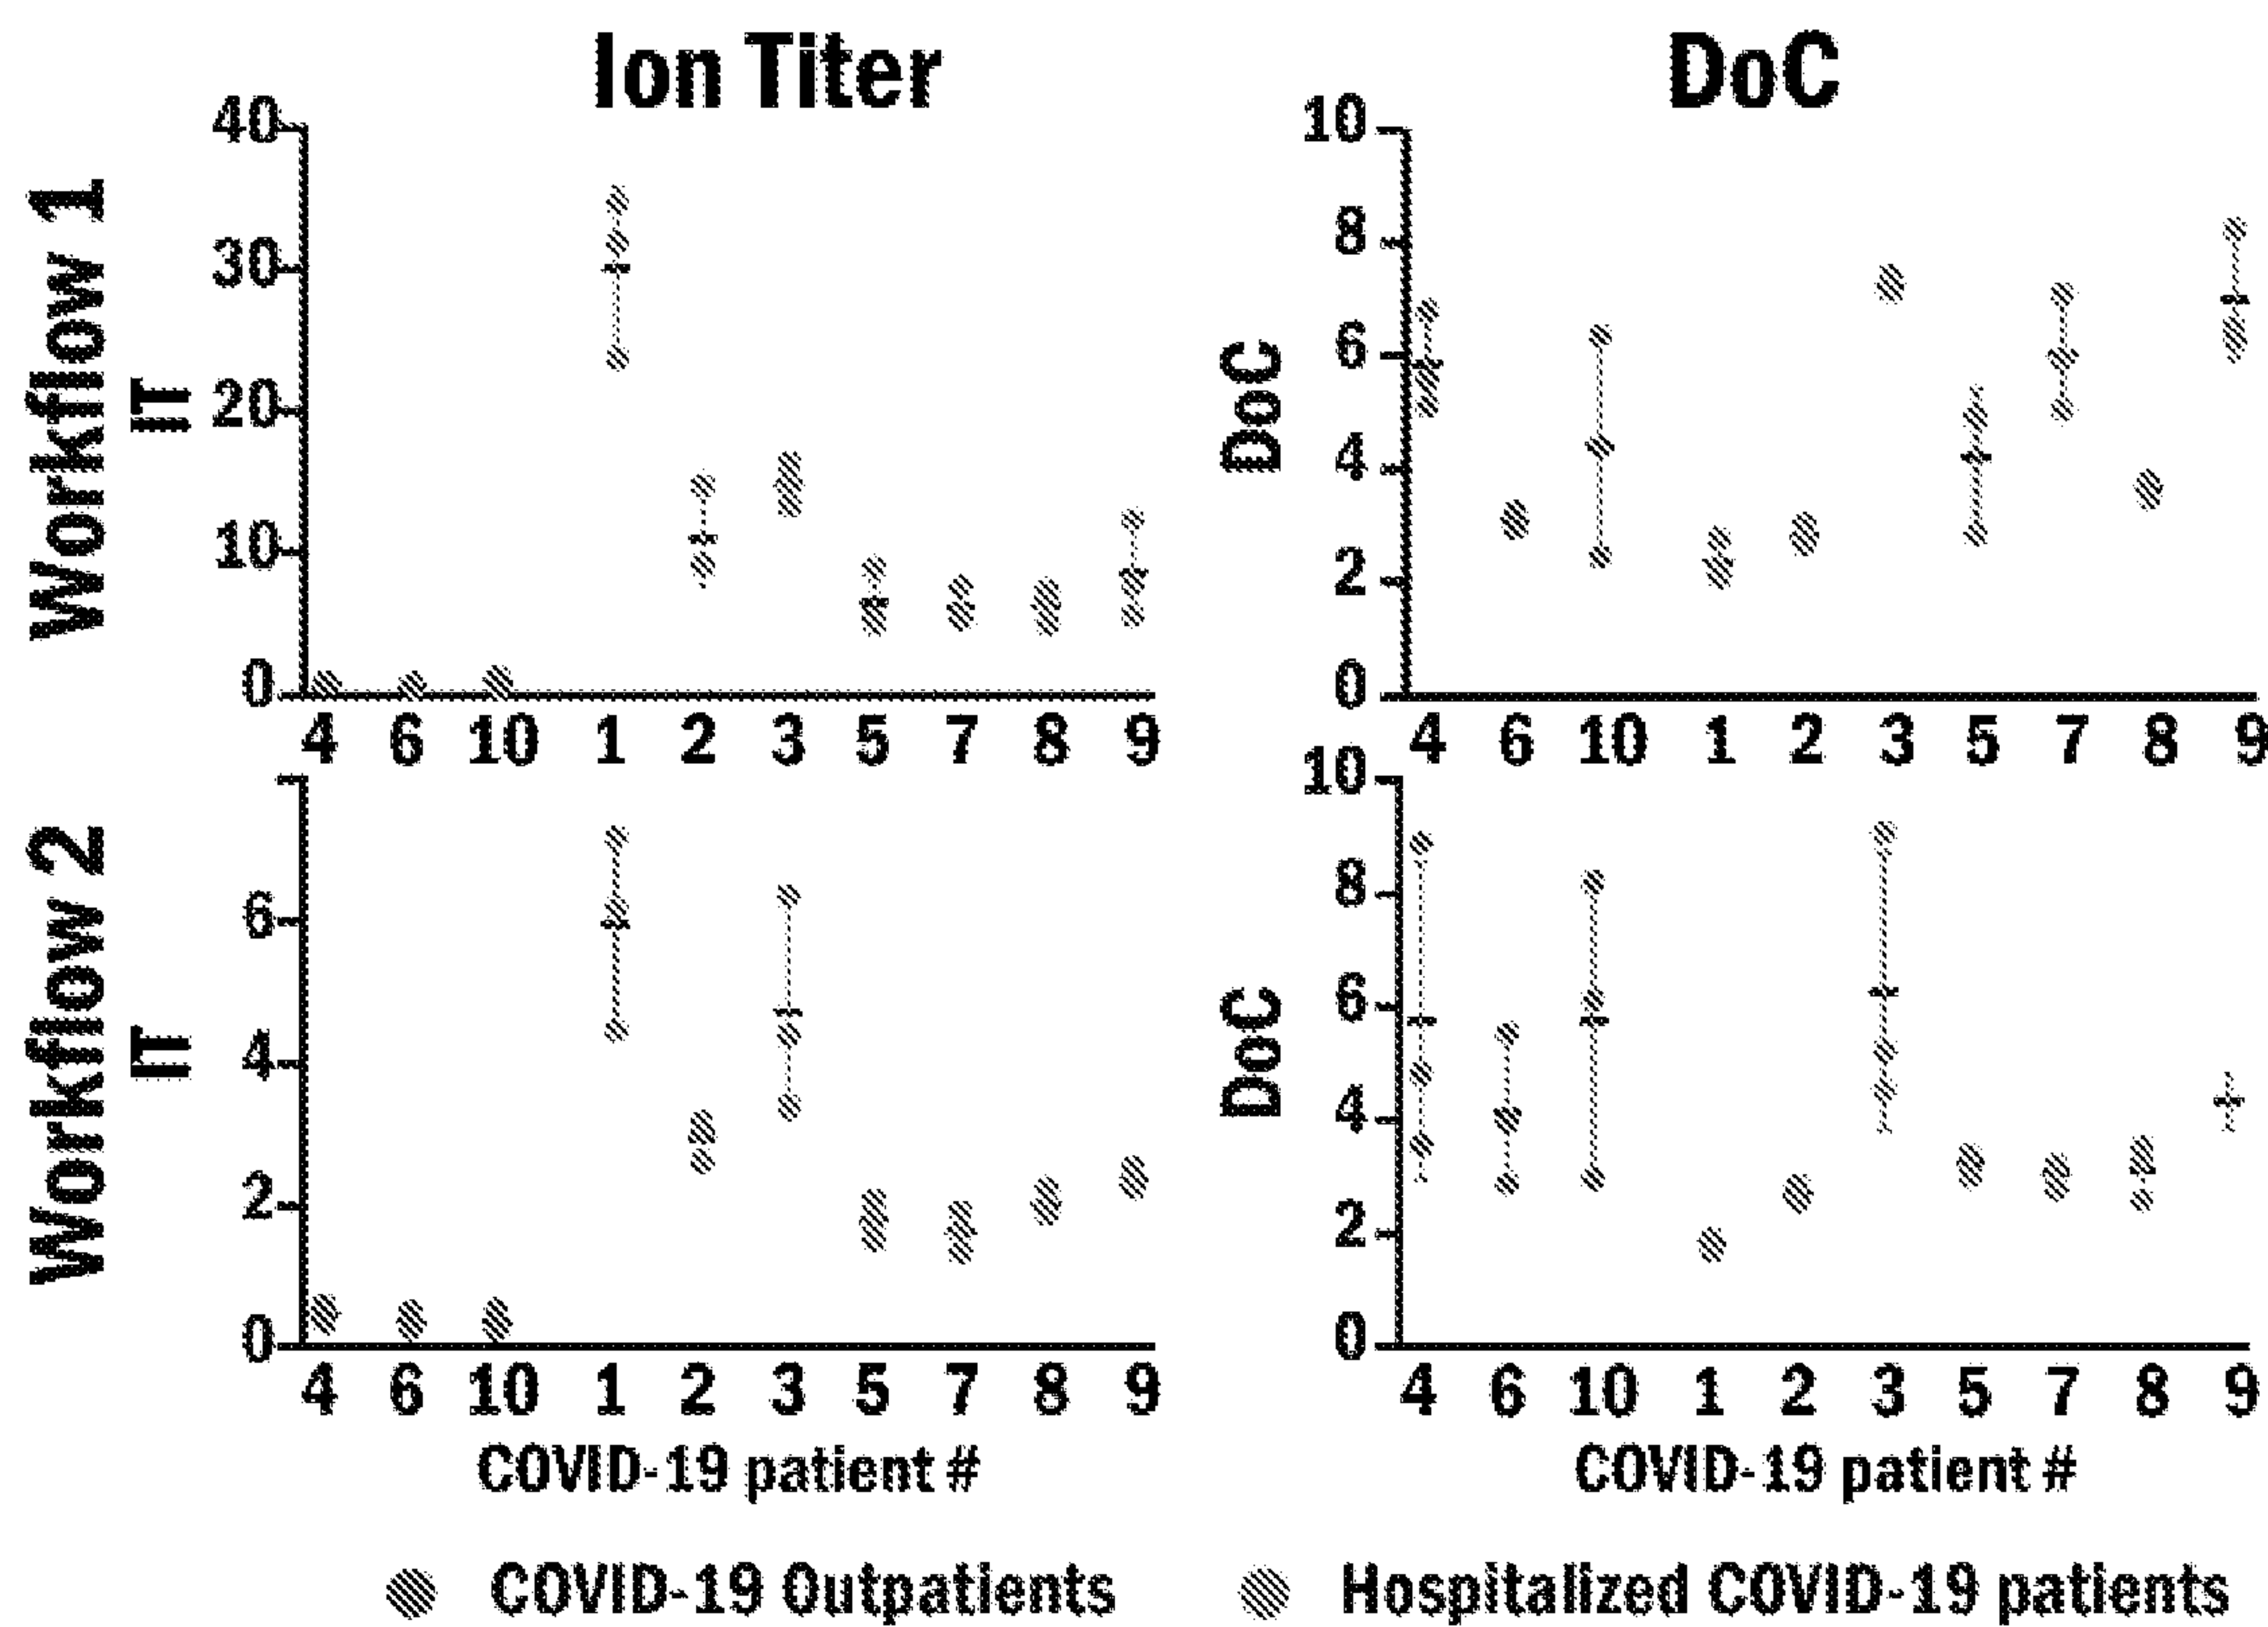 Ion Titer
DoC
Workflow 1
IT
40
30
20
10
0
4 6 10 1 2 3 5 7 8 9
DoC
10
8
6
4
2
0
4 6 10 1 2 3 5 7 8 9
Workflow 2
IT
6
4
2
0
4 6 10 1 2 3 5 7 8 9
COVID-19 patient #
DoC
10
8
6
4
2
0
4 6 10 1 2 3 5 7 8 9
COVID-19 patient #
COVID-19 Outpatients
Hospitalized COVID-19 patients